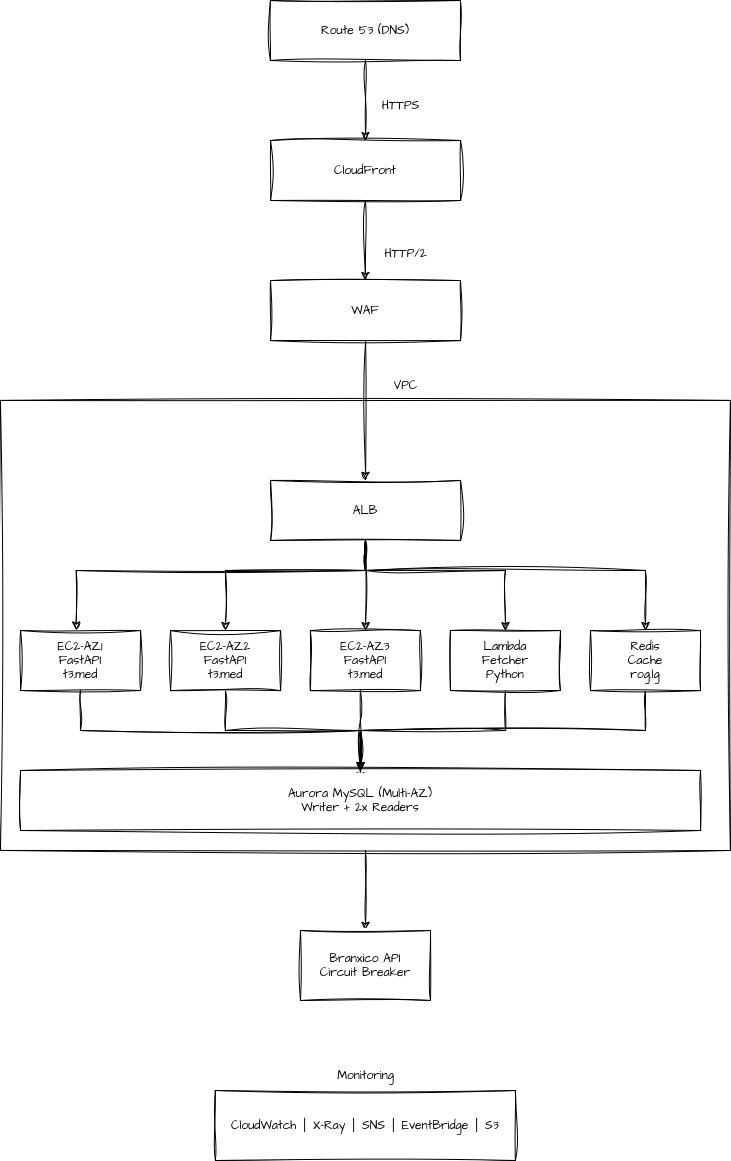 Route 53 (DNS)
HTTPS
CloudFront
HTTP/2
WAF
VPC
ALB
EC2-AZ1
FastAPI
t3.med
EC2-AZ2
FastAPI
t3.med
EC2-AZ3
FastAPI
t3.med
Lambda
Fetcher
Python
Redis
Cache
rog.lg
Aurora MySQL (Multi-AZ)
Writer + 2x Readers
Branxico API
Circuit Breaker
Monitoring
CloudWatch | X-Ray | SNS | EventBridge | S3